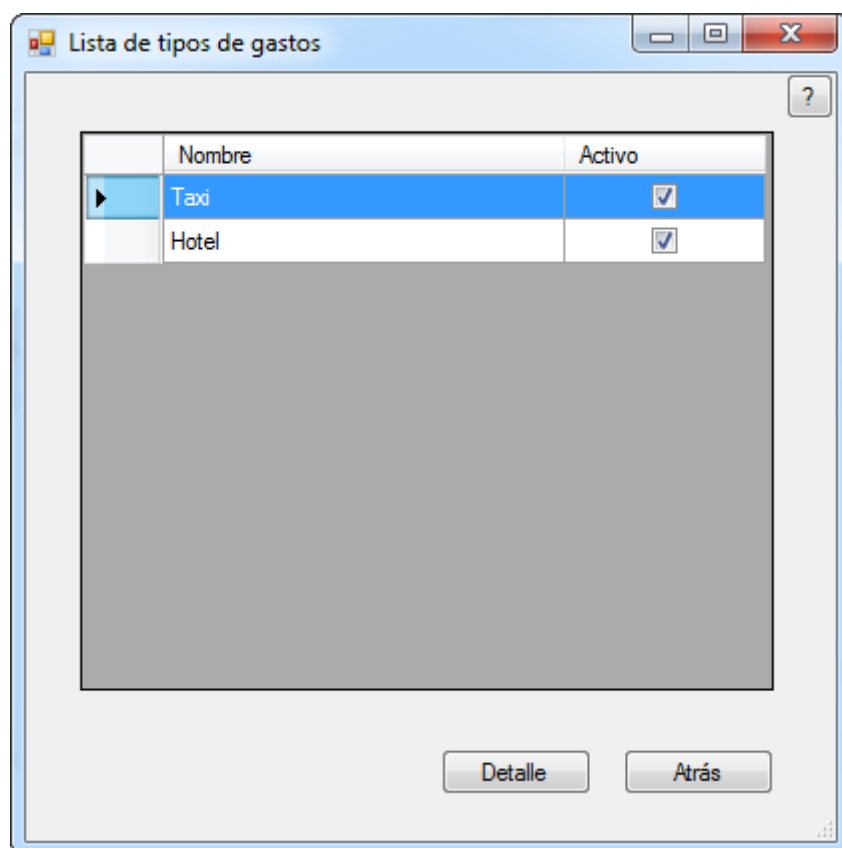 Lista de tipos de gastos
?
Nombre Activo
Taxi
Hotel
Detalle Atrás